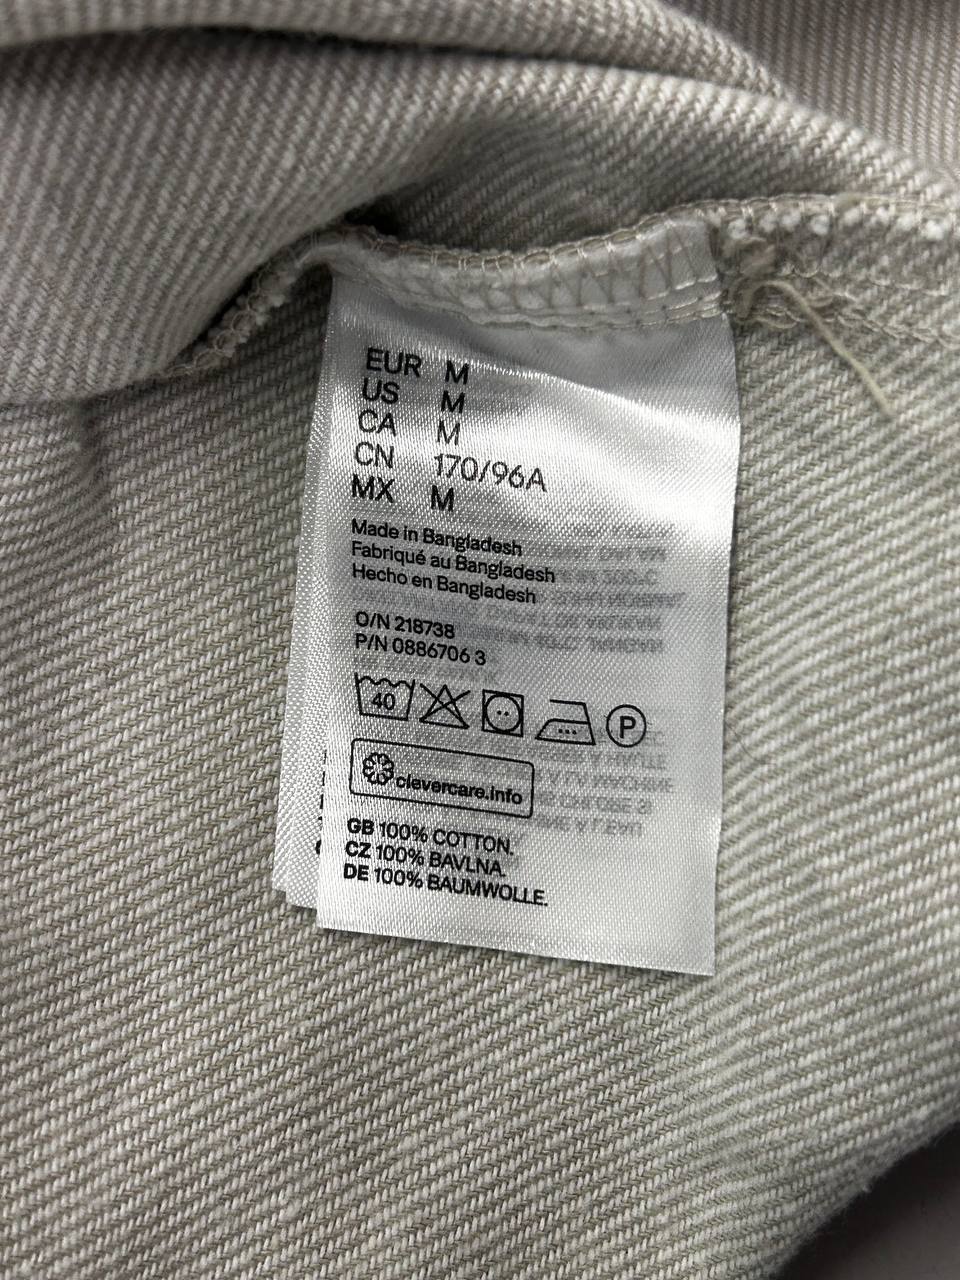 EUR M
US M
CA M
CN 170/96A
MX M
Made in Bangladesh
Fabriqué au Bangladesh
Hecho en Bangladesh
O/N 218738
P/N 0886706 3
40
P
clevercare.info
GB 100% COTTON.
CZ 100% BAVLNA.
DE 100% BAUMWOLLE.